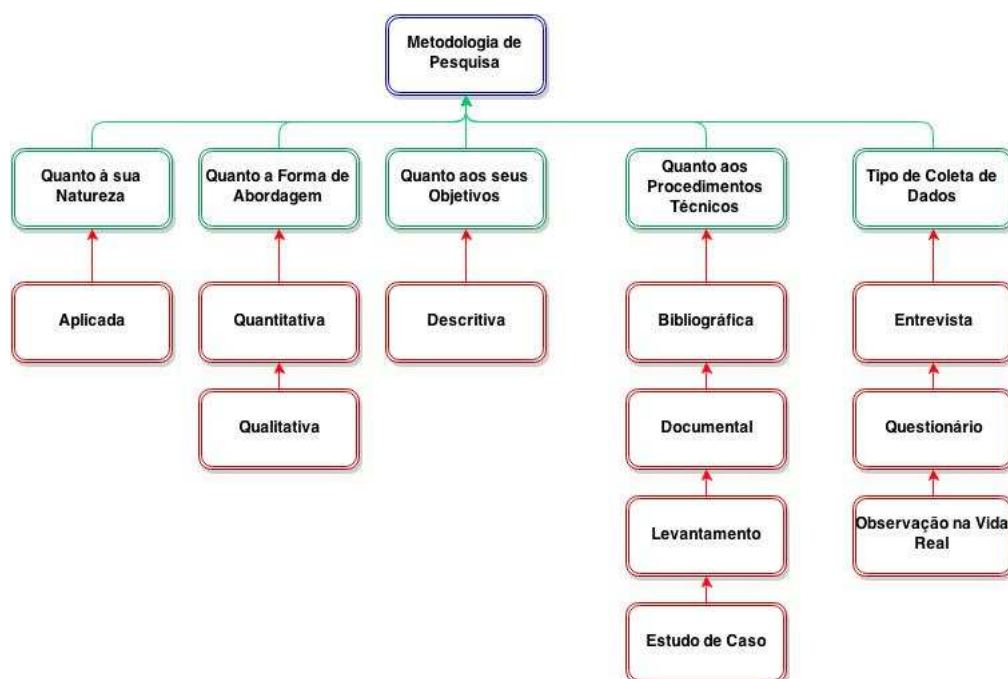 Metodologia de
Pesquisa
Quanto à sua
Natureza
Quanto a Forma de
Abordagem
Quanto aos seus
Objetivos
Quanto aos
Procedimentos
Técnicos
Tipo de Coleta de
Dados
Aplicada
Quantitativa
Descritiva
Bibliográfica
Entrevista
Qualitativa
Documental
Questionário
Levantamento
Observação na Vida
Real
Estudo de Caso